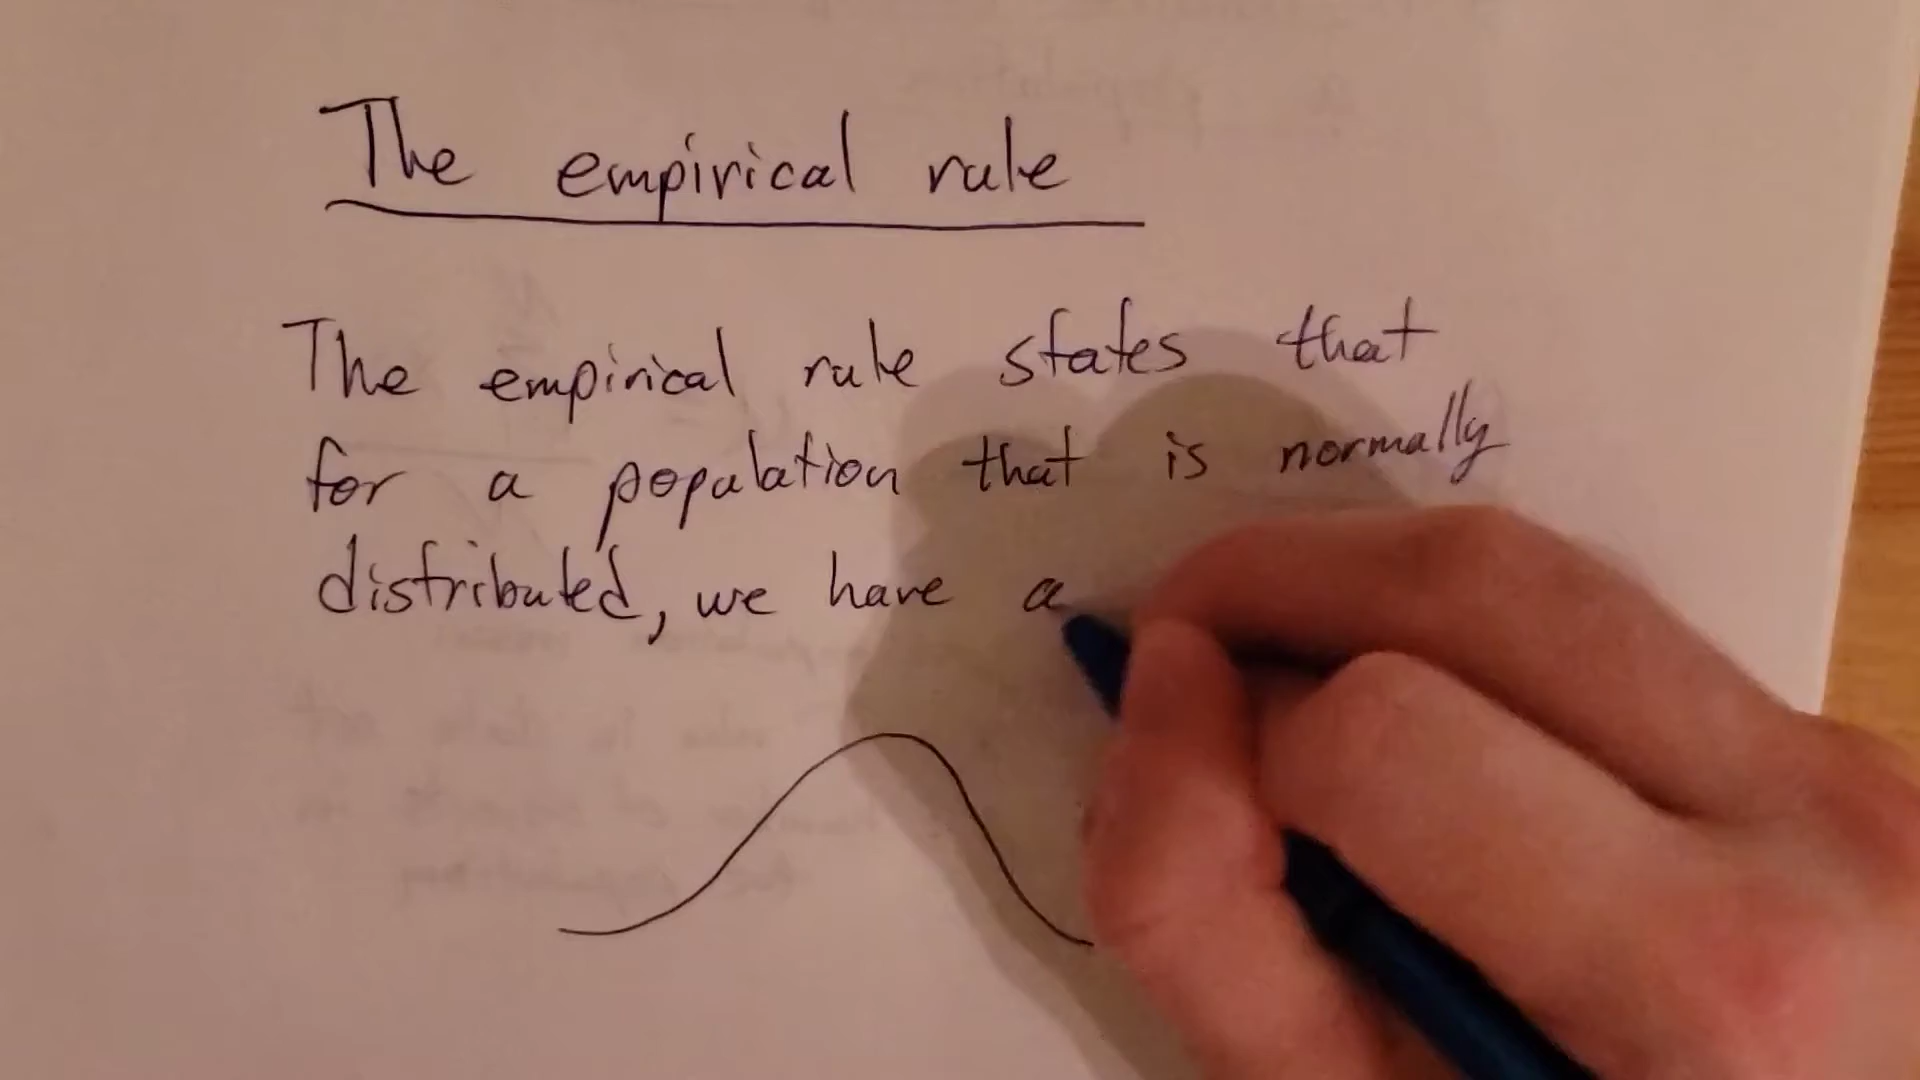 The empirical rule
The empirical rule states that
for a population that is normally
distributed, we have a